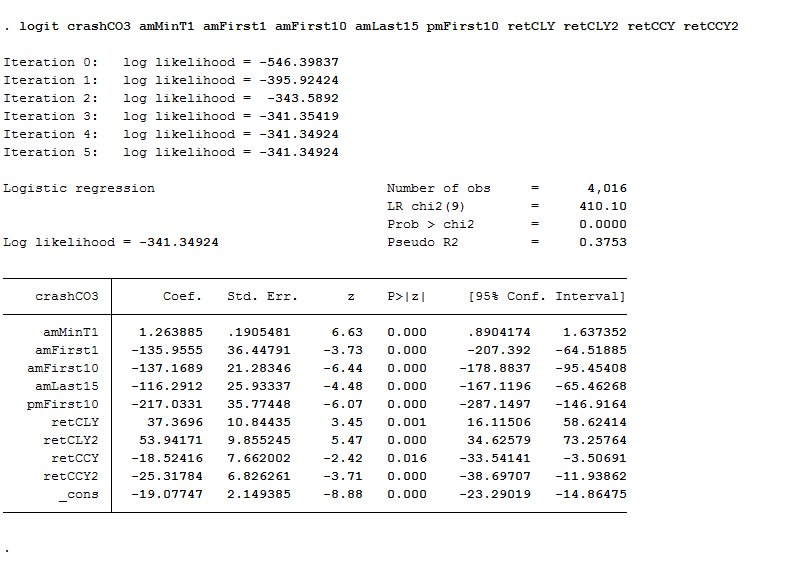 . logit crashCO3 amMinT1 amFirst1 amFirst10 amLast15 pmFirst10 retCLY retCLY2 retCCY retCCY2
Iteration 0:   log likelihood = -546.39837
Iteration 1:   log likelihood = -395.92424
Iteration 2:   log likelihood =  -343.5892
Iteration 3:   log likelihood = -341.35419
Iteration 4:   log likelihood = -341.34924
Iteration 5:   log likelihood = -341.34924
Logistic regression                             Number of obs     =      4,016
                                                LR chi2(9)        =     410.10
                                                Prob > chi2       =     0.0000
Log likelihood = -341.34924                     Pseudo R2         =     0.3753
    crashCO3 |      Coef.   Std. Err.      z    P>|z|     [95% Conf. Interval]
     amMinT1 |   1.263885   .1905481     6.63   0.000     .8904174    1.637352
    amFirst1 |  -135.9555   36.44791    -3.73   0.000     -207.392   -64.51885
   amFirst10 |  -137.1689   21.28346    -6.44   0.000    -178.8837   -95.45408
    amLast15 |  -116.2912   25.93337    -4.48   0.000    -167.1196   -65.46268
   pmFirst10 |  -217.0331   35.77448    -6.07   0.000    -287.1497   -146.9164
      retCLY |    37.3696   10.84435     3.45   0.001     16.11506    58.62414
     retCLY2 |   53.94171   9.855245     5.47   0.000     34.62579    73.25764
      retCCY |  -18.52416   7.662002    -2.42   0.016    -33.54141    -3.50691
     retCCY2 |  -25.31784   6.826261    -3.71   0.000    -38.69707   -11.93862
       _cons |  -19.07747   2.149385    -8.88   0.000    -23.29019   -14.86475
.